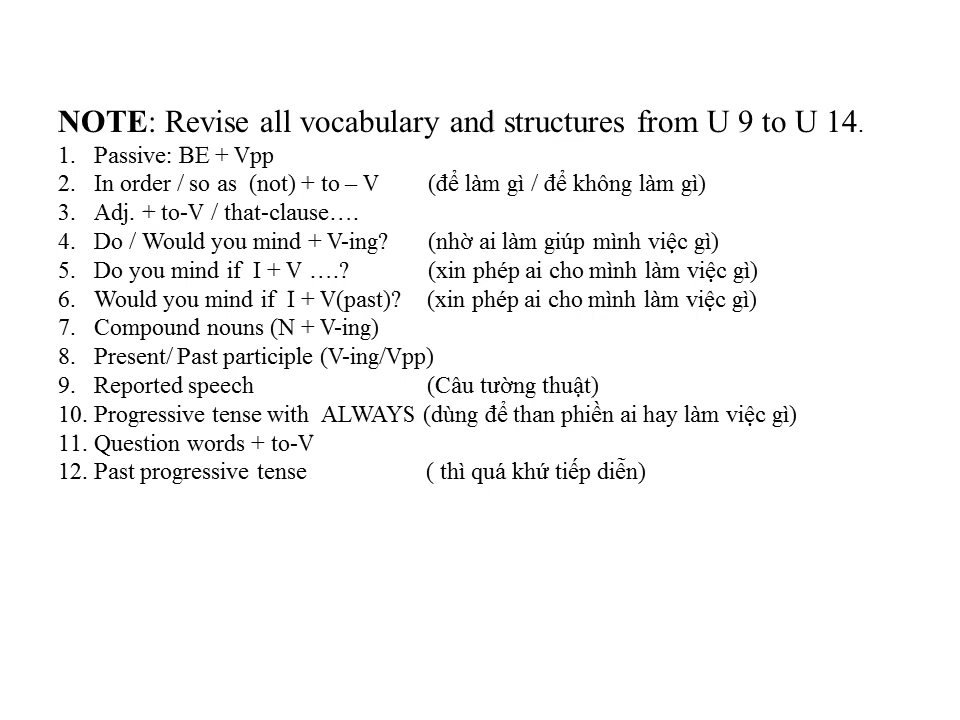 NOTE: Revise all vocabulary and structures from U 9 to U 14.
1. Passive: BE + Vpp
2. In order / so as (not) + to – V (để làm gì / để không làm gì)
3. Adj. + to-V / that-clause….
4. Do / Would you mind + V-ing? (nhờ ai làm giúp mình việc gì)
5. Do you mind if I + V ….? (xin phép ai cho mình làm việc gì)
6. Would you mind if I + V(past)? (xin phép ai cho mình làm việc gì)
7. Compound nouns (N + V-ing)
8. Present/ Past participle (V-ing/Vpp)
9. Reported speech (Câu tường thuật)
10. Progressive tense with ALWAYS (dùng để than phiền ai hay làm việc gì)
11. Question words + to-V
12. Past progressive tense ( thì quá khứ tiếp diễn)